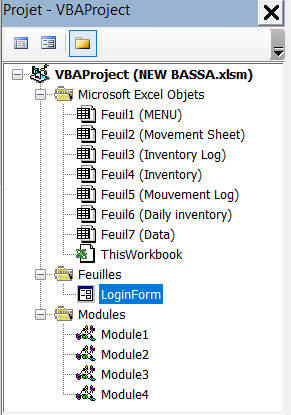 Projet - VBAProject
VBAProject (NEW BASSA.xlsm)
Microsoft Excel Objets
Feuil1 (MENU)
Feuil2 (Movement Sheet)
Feuil3 (Inventory Log)
Feuil4 (Inventory)
Feuil5 (Mouvement Log)
Feuil6 (Daily inventory)
Feuil7 (Data)
ThisWorkbook
Feuilles
LoginForm
Modules
Module1
Module2
Module3
Module4